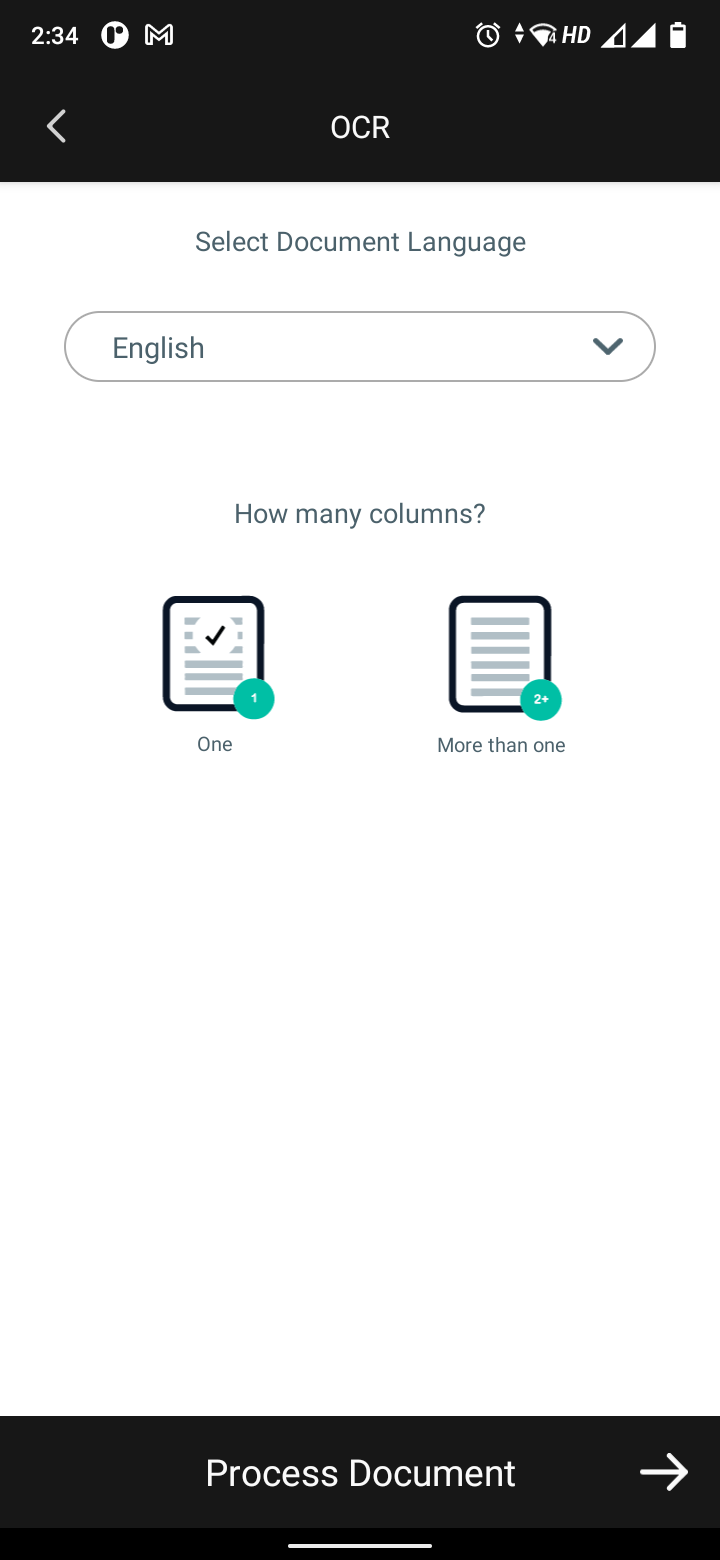 2:34
HD
4
OCR
Select Document Language
English
How many columns?
1
2+
One
More than one
Process Document